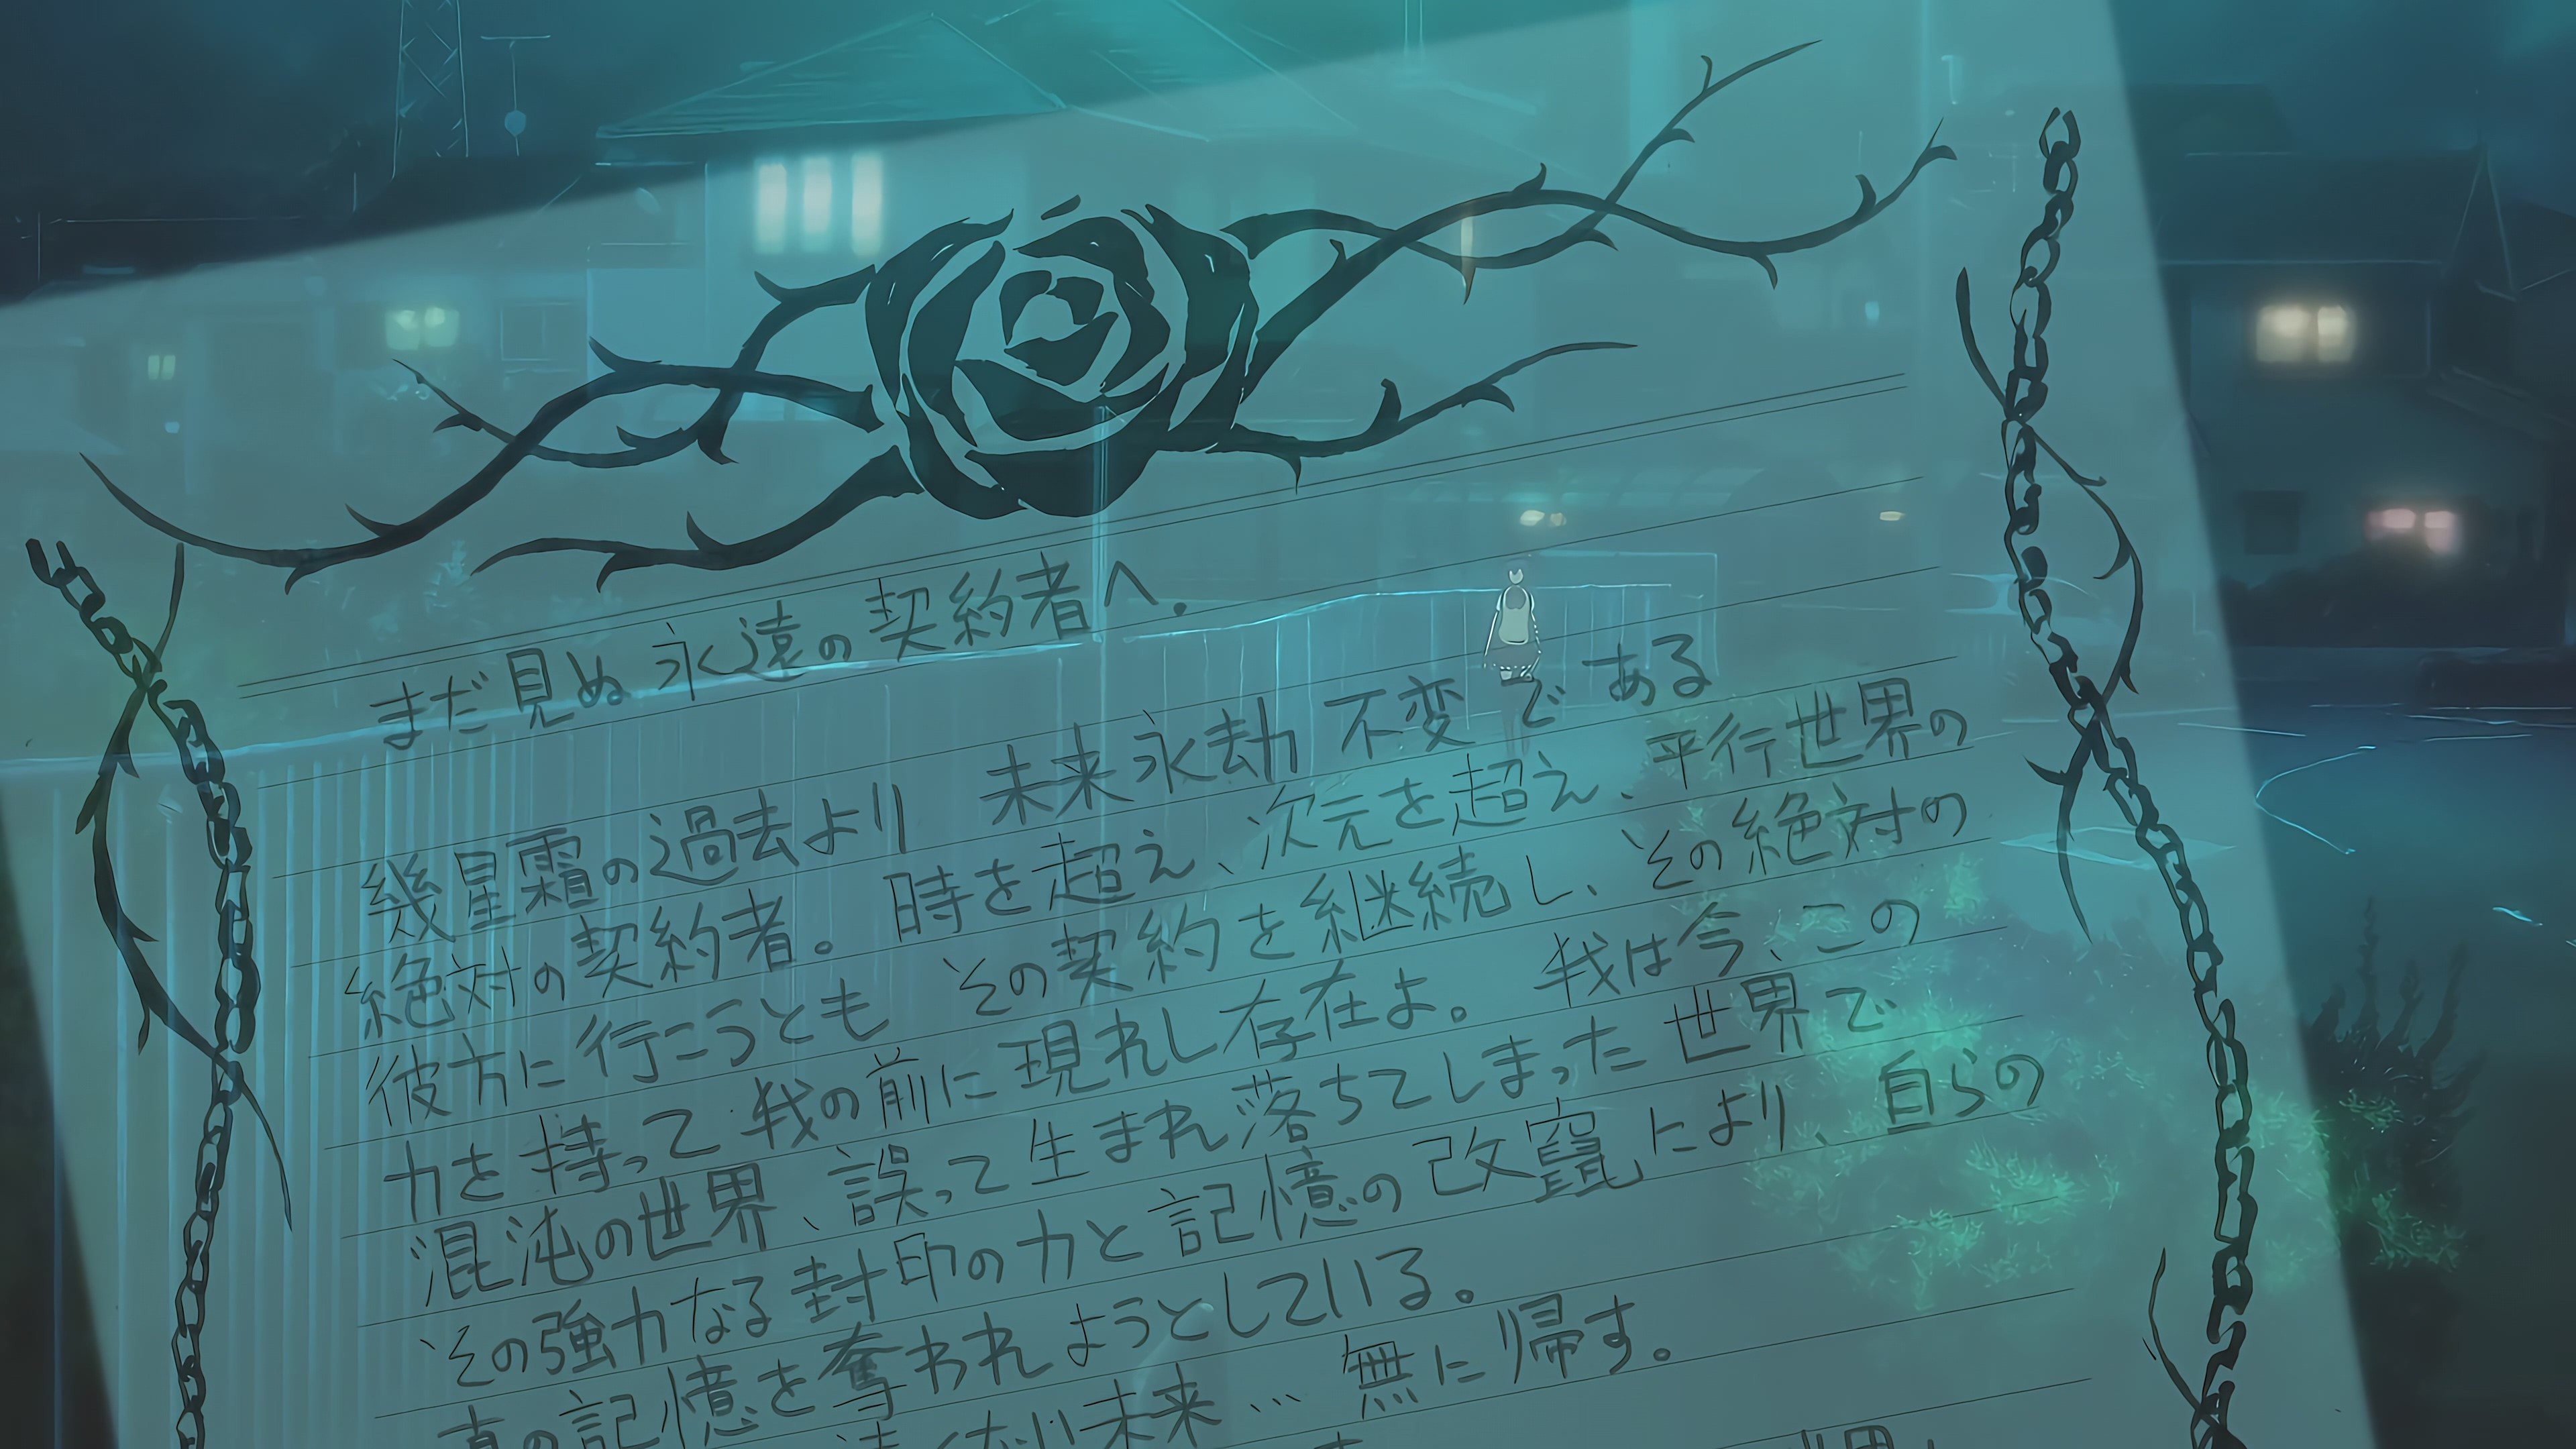 まだ見ぬ永遠の契約者へ.
幾星霜の過去より 未来永劫 不変で ある
絶対の契約者。時を超え、次元を超え、平行世界の
彼方に行こうとも その契約を継続し、その絶対の
力を持って我の前に現れし存在よ。我は今、この
混沌の世界、誤って生まれ落ちてしまった世界で
その強力なる封印の力と記憶の改竄により、自らの
真の記憶を奪われようとしている。
遠くない未来… 無に帰す。